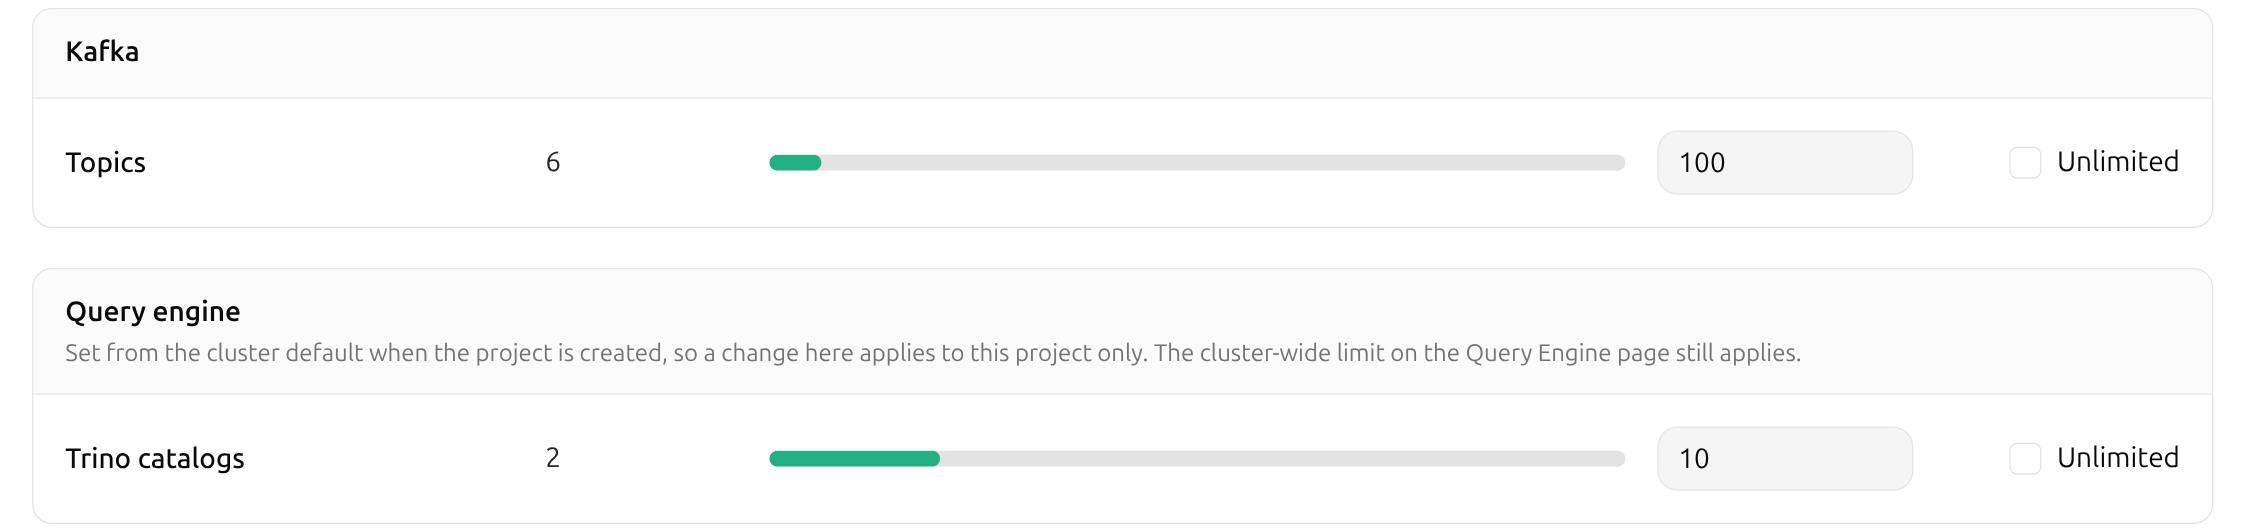 Kafka
Topics 6 100 Unlimited
Query engine
Set from the cluster default when the project is created, so a change here applies to this project only. The cluster-wide limit on the Query Engine page still applies.
Trino catalogs 2 10 Unlimited